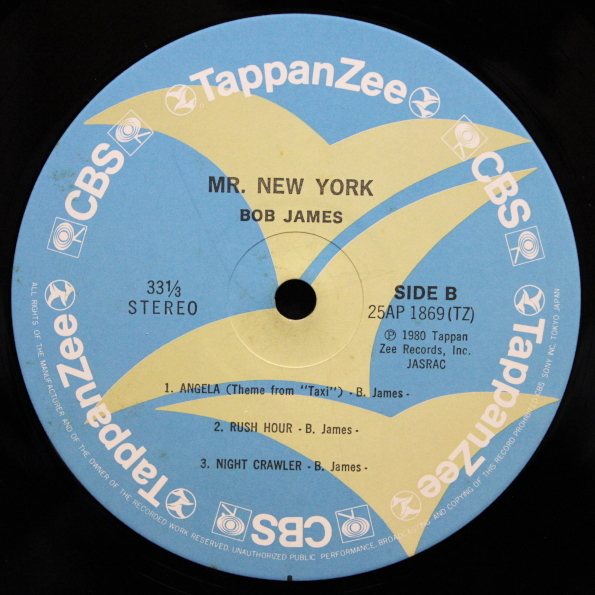 TappanZee
CBS
CBS
MR. NEW YORK
BOB JAMES
33⅓
STEREO
SIDE B
25AP 1869(TZ)
Ⓟ 1980 Tappan
Zee Records, Inc.
JASRAC
1. ANGELA (Theme from "Taxi") - B. James -
2. RUSH HOUR - B. James -
3. NIGHT CRAWLER - B. James -
TappanZee
TappanZee
CBS
ALL RIGHTS OF THE MANUFACTURER AND OF THE OWNER OF THE RECORDED WORK RESERVED. UNAUTHORIZED PUBLIC PERFORMANCE, BROADCASTING AND COPYING OF THIS RECORD PROHIBITED. CBS/SONY INC. TOKYO JAPAN